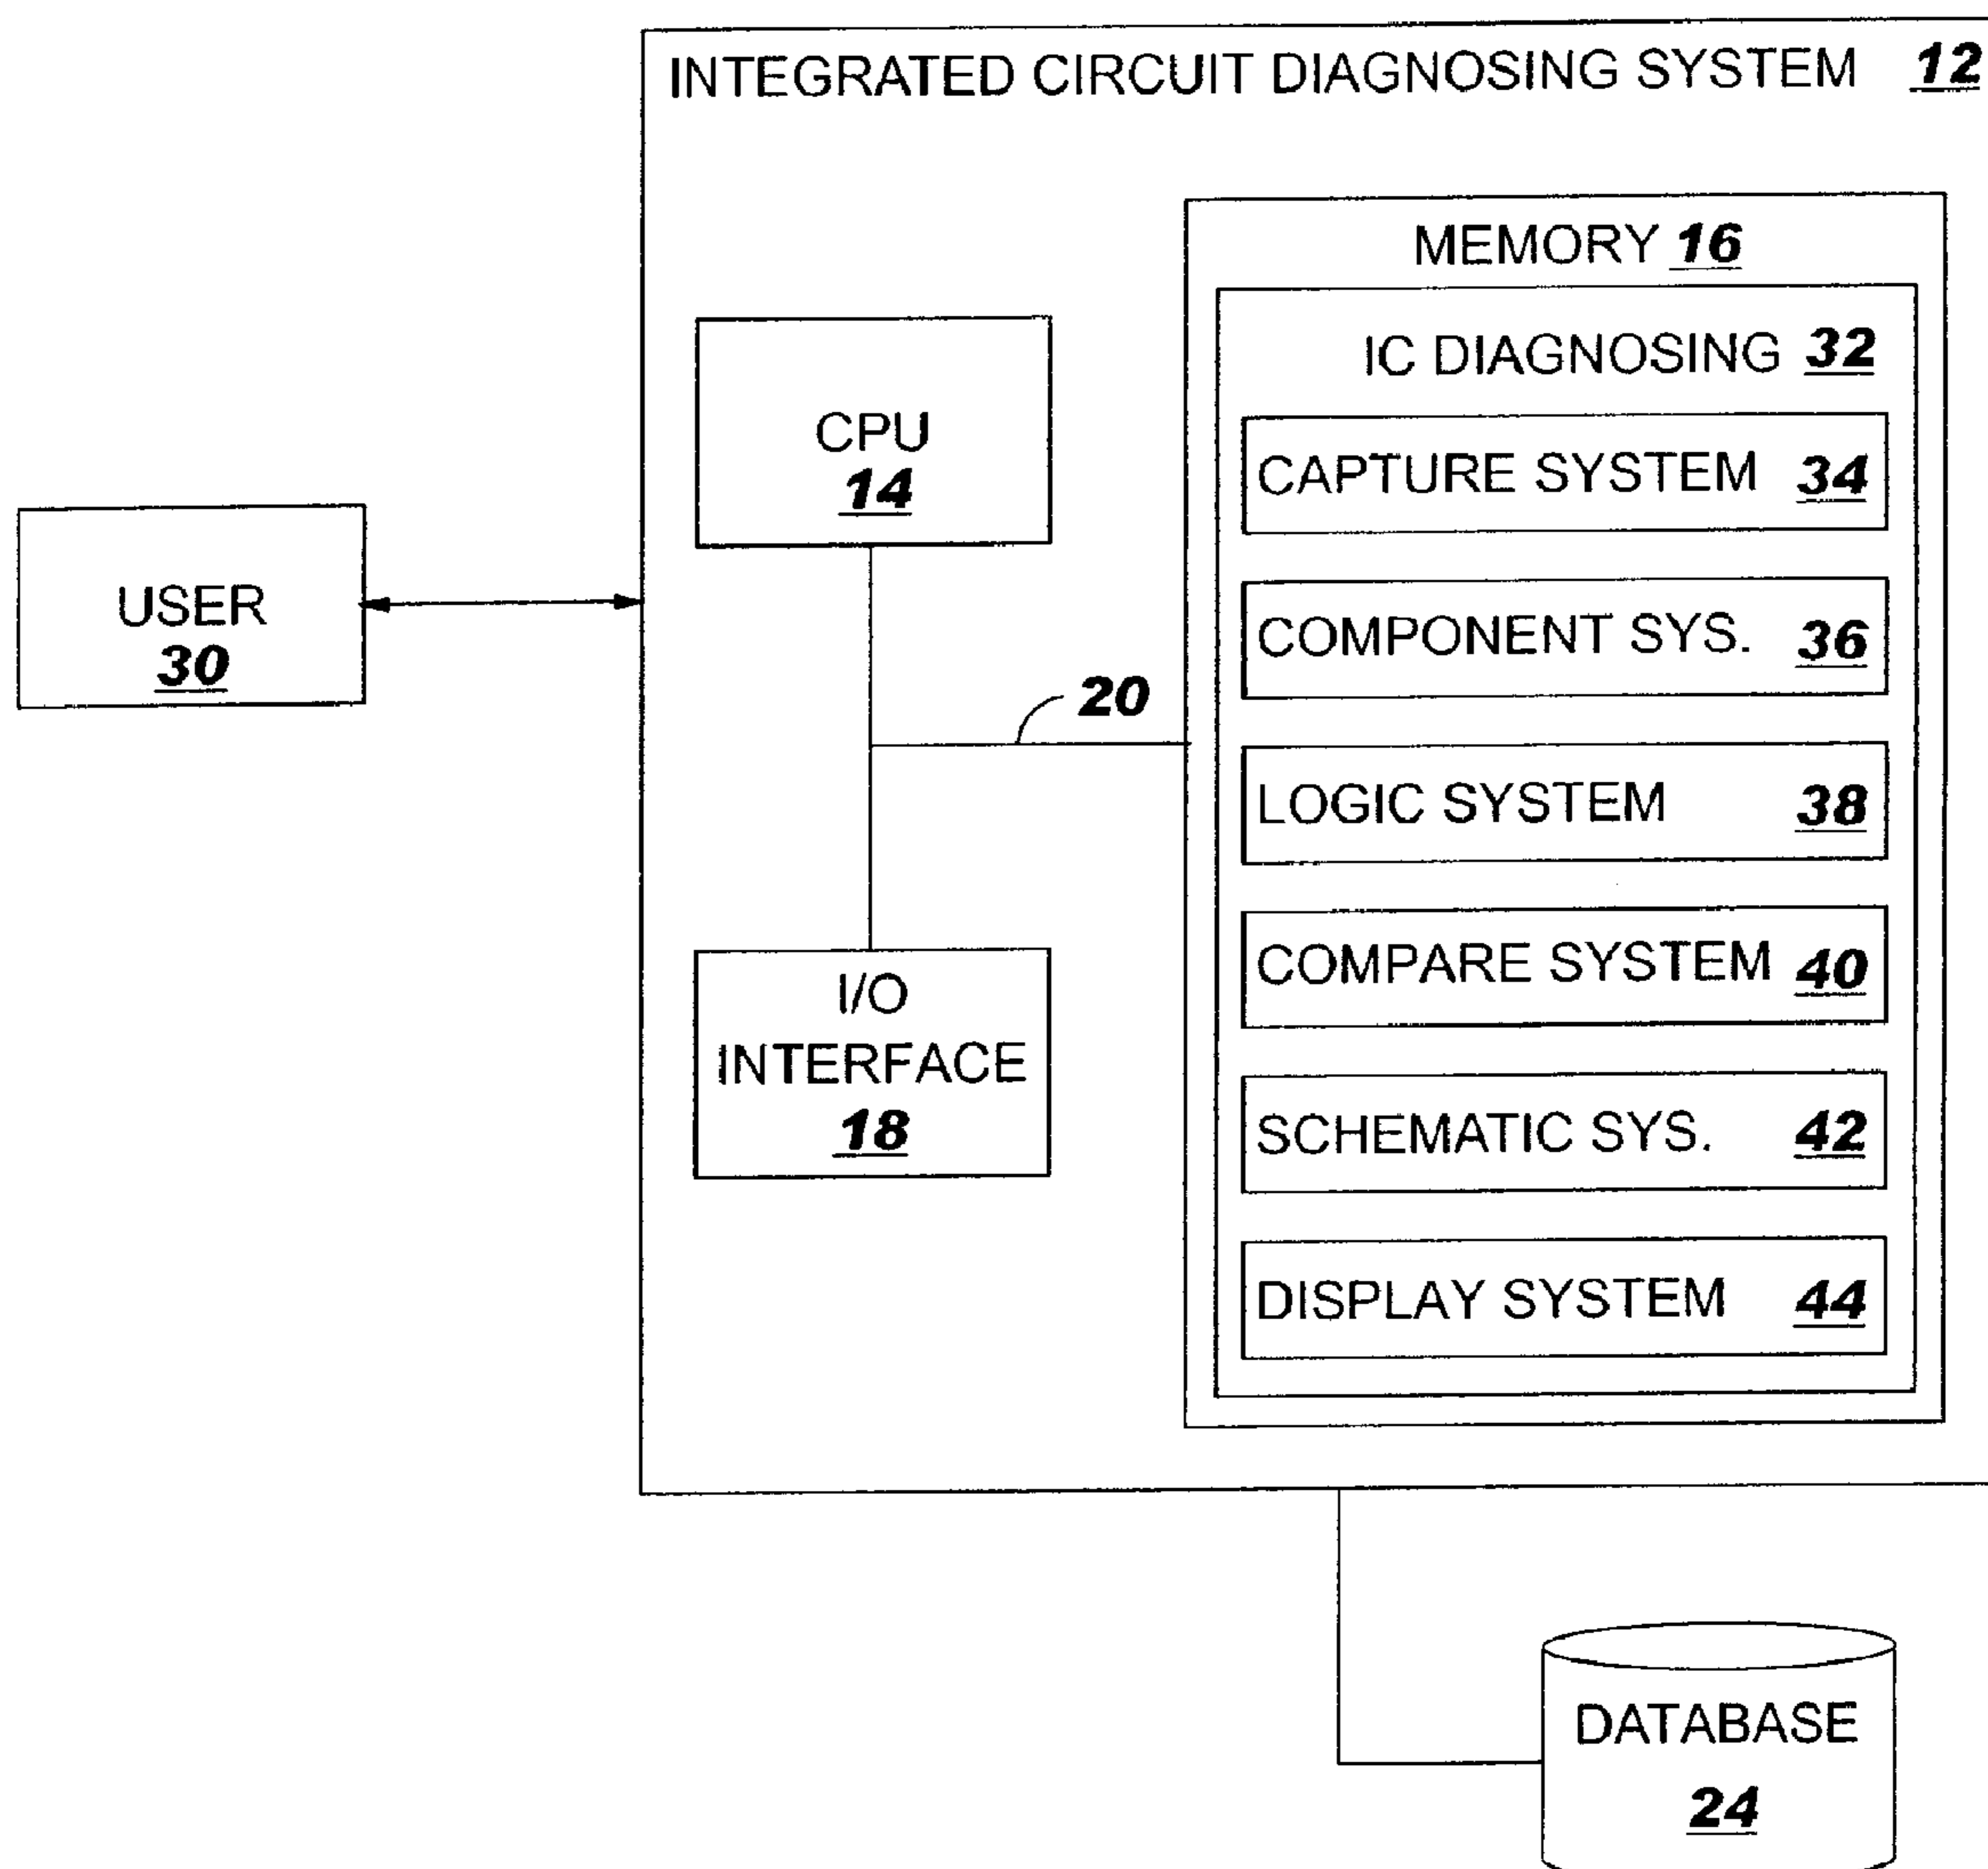 INTEGRATED CIRCUIT DIAGNOSING SYSTEM 12
MEMORY 16
IC DIAGNOSING 32
CPU
14
CAPTURE SYSTEM 34
USER
30
COMPONENT SYS. 36
20
LOGIC SYSTEM 38
I/O
INTERFACE
18
COMPARE SYSTEM 40
SCHEMATIC SYS. 42
DISPLAY SYSTEM 44
DATABASE
24